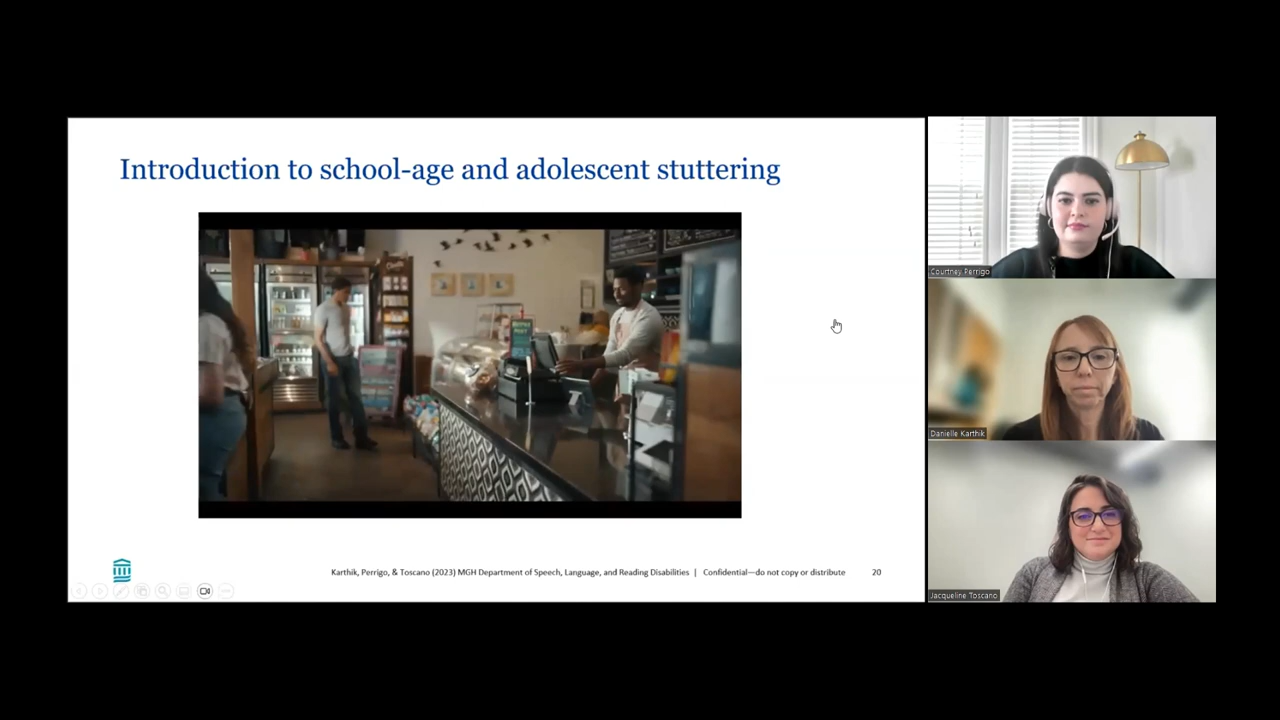 Introduction to school-age and adolescent stuttering
Karthik, Perrigo, & Toscano (2023) MGH Department of Speech, Language, and Reading Disabilities | Confidential—do not copy or distribute 20
Courtney Perrigo
Danielle Karthik
Jacqueline Toscano